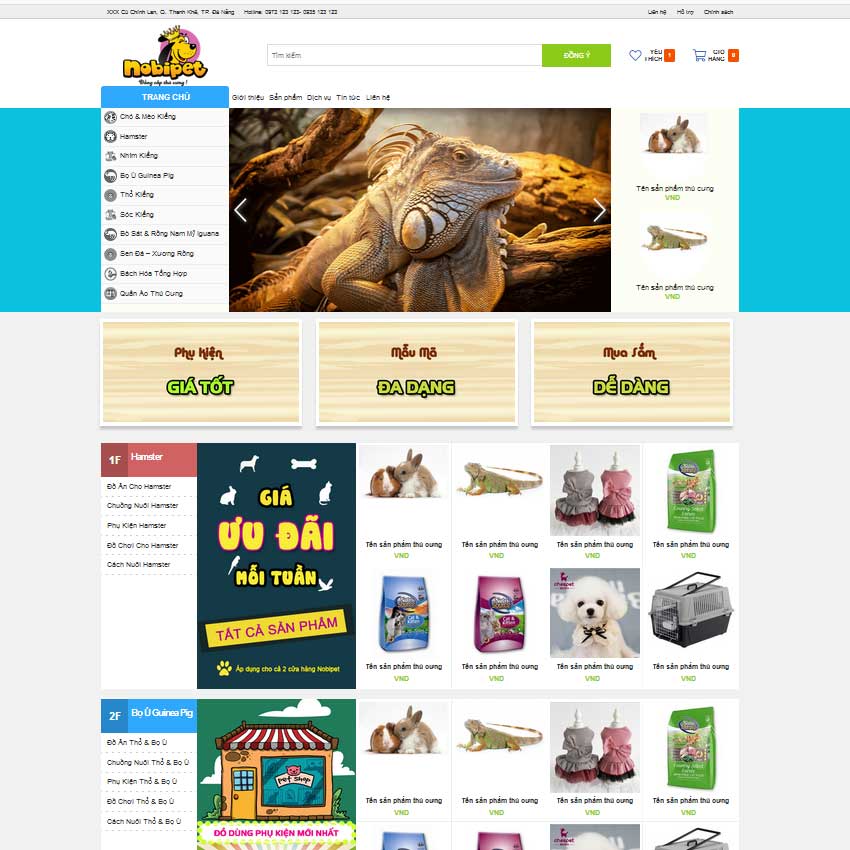 XXX Cù Chính Lan, Q. Thanh Khê, TP. Đà Nẵng Hotline: 0972 123 123- 0935 123 123
Liên hệ Hỗ trợ Chính sách
Nobipet
Đẳng cấp thú cưng !
Tìm kiếm
ĐỒNG Ý
YÊU THÍCH
GIỎ HÀNG
TRANG CHỦ
Giới thiệu Sản phẩm Dịch vụ Tin tức Liên hệ
Chó & Mèo Kiểng
Hamster
Nhím Kiểng
Bọ Ú Guinea Pig
Thỏ Kiểng
Sóc Kiểng
Bò Sát & Rồng Nam Mỹ Iguana
Sen Đá – Xương Rồng
Bách Hóa Tổng Hợp
Quần Áo Thú Cưng
Tên sản phẩm thú cưng
VND
Tên sản phẩm thú cưng
VND
Phụ kiện
GIÁ TỐT
Mẫu Mã
ĐA DẠNG
Mua Sắm
DỄ DÀNG
1F Hamster
Đồ Ăn Cho Hamster
Chuồng Nuôi Hamster
Phụ Kiện Hamster
Đồ Chơi Cho Hamster
Cách Nuôi Hamster
GIÁ
ƯU ĐÃI
MỖI TUẦN
TẤT CẢ SẢN PHẨM
Áp dụng cho cả 2 cửa hàng Nobipet
Tên sản phẩm thú cưng Tên sản phẩm thú cưng Tên sản phẩm thú cưng Tên sản phẩm thú cưng
VND VND VND VND
chespet
Tên sản phẩm thú cưng Tên sản phẩm thú cưng Tên sản phẩm thú cưng Tên sản phẩm thú cưng
VND VND VND VND
2F Bọ Ú Guinea Pig
Đồ Ăn Thỏ & Bọ Ú
Chuồng Nuôi Thỏ & Bọ Ú
Phụ Kiện Thỏ & Bọ Ú
Đồ Chơi Thỏ & Bọ Ú
Cách Nuôi Thỏ & Bọ Ú
Pet Shop
ĐỒ DÙNG PHỤ KIỆN MỚI NHẤT
Tên sản phẩm thú cưng Tên sản phẩm thú cưng Tên sản phẩm thú cưng Tên sản phẩm thú cưng
VND VND VND VND
chespet